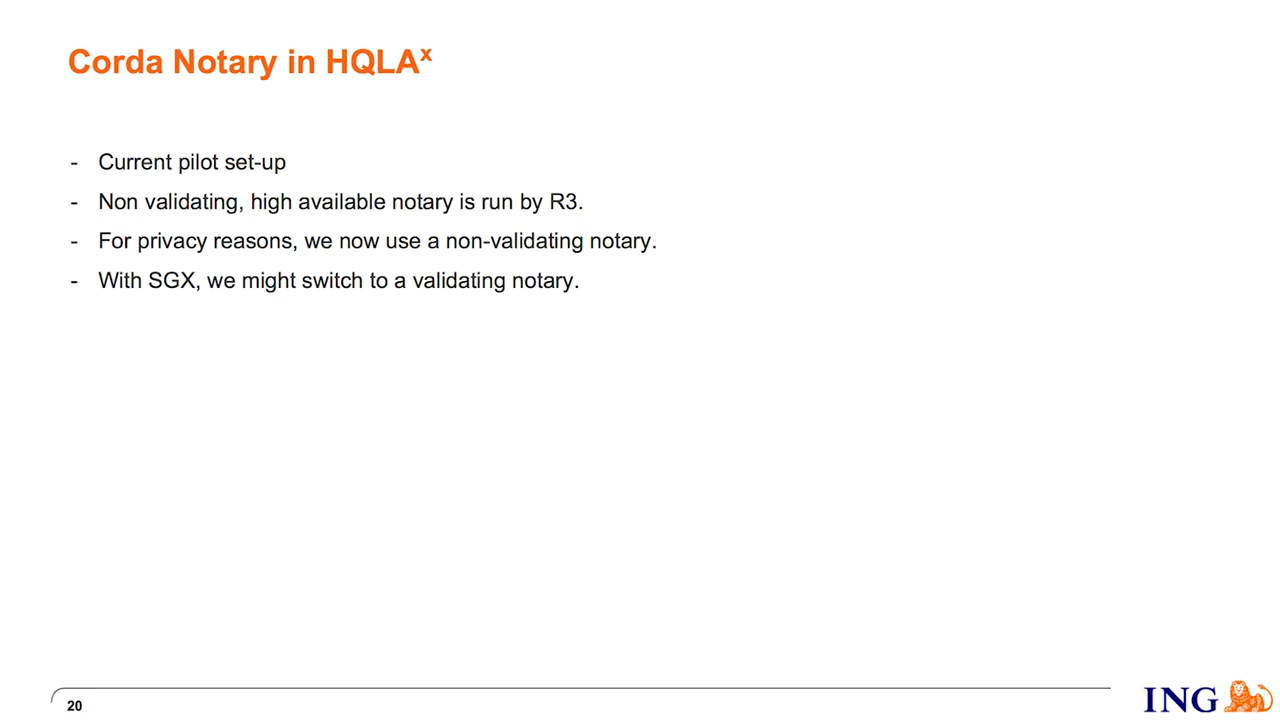 Corda Notary in HQLAˣ
- Current pilot set-up
- Non validating, high available notary is run by R3.
- For privacy reasons, we now use a non-validating notary.
- With SGX, we might switch to a validating notary.
20
ING